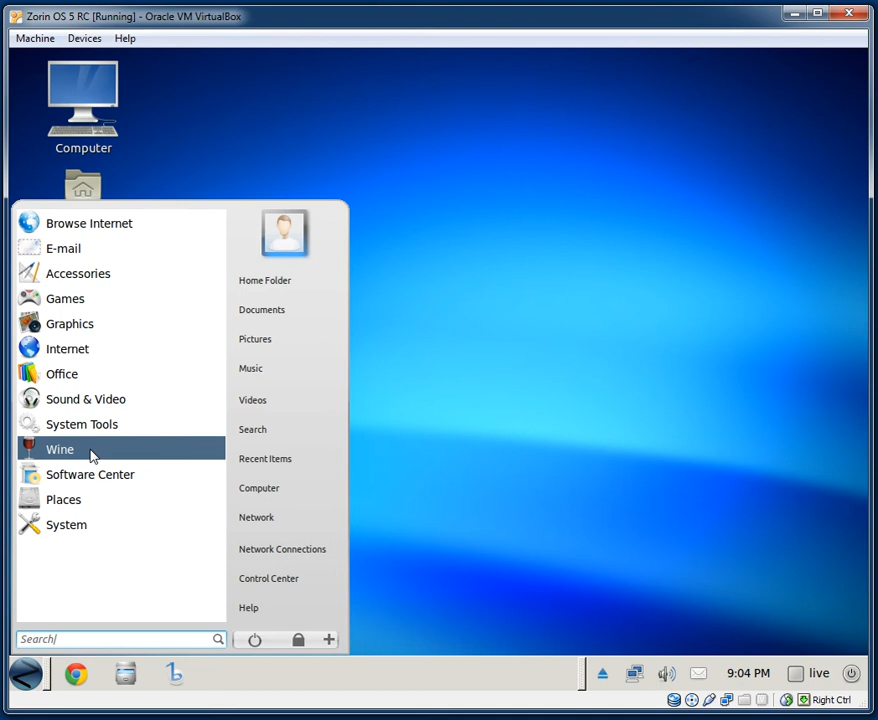 Zorin OS 5 RC [Running] - Oracle VM VirtualBox
Machine Devices Help
Computer
Browse Internet
E-mail
Accessories
Games
Graphics
Internet
Office
Sound & Video
System Tools
Wine
Software Center
Places
System
Search
Home Folder
Documents
Pictures
Music
Videos
Search
Recent Items
Computer
Network
Network Connections
Control Center
Help
9:04 PM live
Right Ctrl